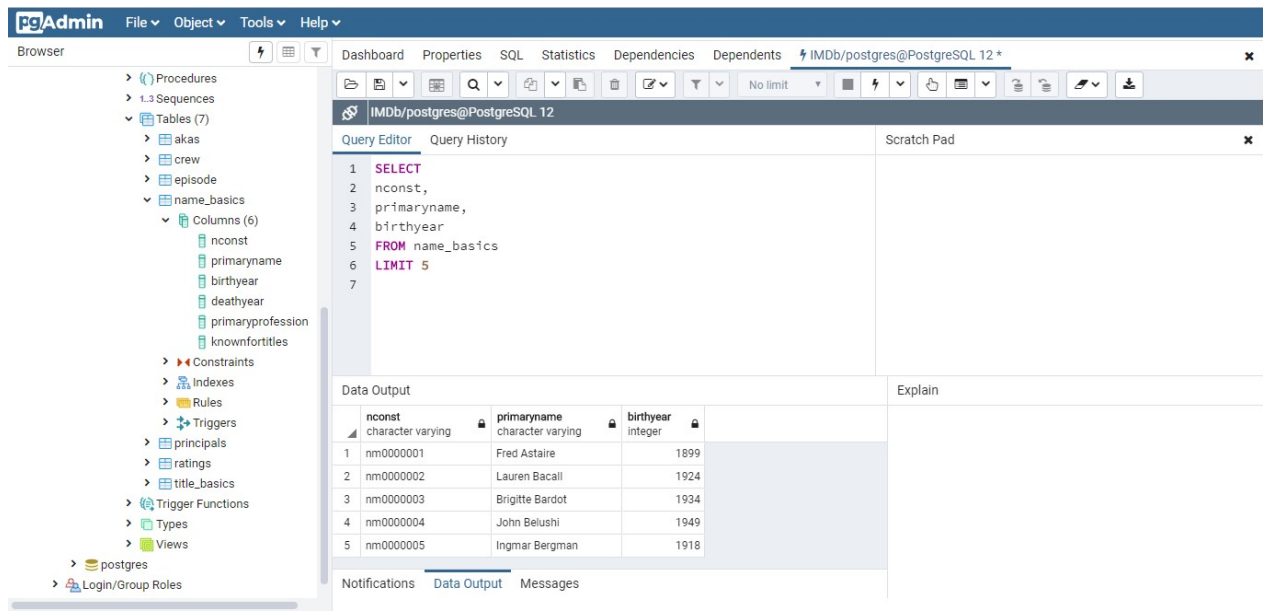 pgAdmin File Object Tools Help
Browser
Dashboard Properties SQL Statistics Dependencies Dependents IMDb/postgres@PostgreSQL 12 *
No limit
IMDb/postgres@PostgreSQL 12
Procedures
1..3 Sequences
Tables (7)
akas
crew
episode
name_basics
Columns (6)
nconst
primaryname
birthyear
deathyear
primaryprofession
knownfortitles
Constraints
Indexes
Rules
Triggers
principals
ratings
title_basics
Trigger Functions
Types
Views
postgres
Login/Group Roles
Query Editor Query History
Scratch Pad
1 SELECT
2 nconst,
3 primaryname,
4 birthyear
5 FROM name_basics
6 LIMIT 5
7
Data Output
Explain
nconst primaryname birthyear
character varying character varying integer
1 nm0000001 Fred Astaire 1899
2 nm0000002 Lauren Bacall 1924
3 nm0000003 Brigitte Bardot 1934
4 nm0000004 John Belushi 1949
5 nm0000005 Ingmar Bergman 1918
Notifications Data Output Messages